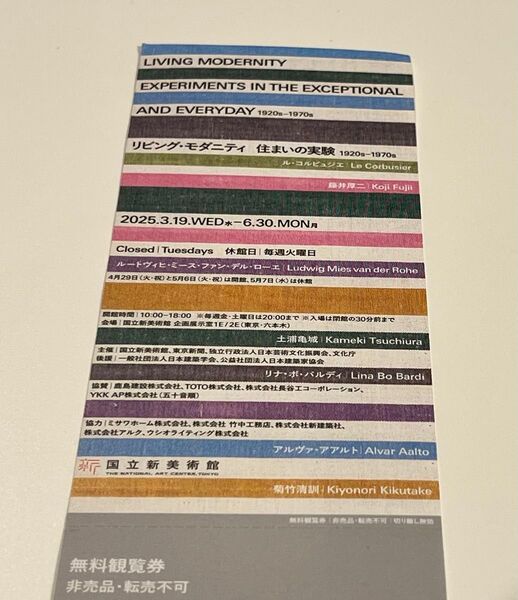 LIVING MODERNITY
EXPERIMENTS IN THE EXCEPTIONAL
AND EVERYDAY 1920s–1970s
リビング・モダニティ 住まいの実験 1920s–1970s
ル・コルビュジエ | Le Corbusier
藤井厚二 | Koji Fujii
2025.3.19.WED水–6.30.MON月
Closed | Tuesdays 休館日 | 毎週火曜日
ルートヴィヒ・ミース・ファン・デル・ローエ | Ludwig Mies van der Rohe
4月29日(火・祝)と5月6日(火・祝)は開館、5月7日(水)は休館
開館時間 | 10:00–18:00 ※毎週金・土曜日は20:00まで ※入場は閉館の30分前まで
会場 | 国立新美術館 企画展示室1E/2E(東京・六本木)
土浦亀城 | Kameki Tsuchiura
主催 | 国立新美術館、東京新聞、独立行政法人日本芸術文化振興会、文化庁
後援 | 一般社団法人日本建築学会、公益社団法人日本建築家協会
リナ・ボ・バルディ | Lina Bo Bardi
協賛 | 鹿島建設株式会社、TOTO株式会社、株式会社長谷工コーポレーション、
YKK AP株式会社(五十音順)
協力 | ミサワホーム株式会社、株式会社 竹中工務店、株式会社新建築社、
株式会社アルク、ウシオライティング株式会社
アルヴァ・アアルト | Alvar Aalto
新 国立新美術館
THE NATIONAL ART CENTER, TOKYO
菊竹清訓 | Kiyonori Kikutake
無料観覧券 | 非売品・転売不可 | 切り離し無効
無料観覧券
非売品・転売不可